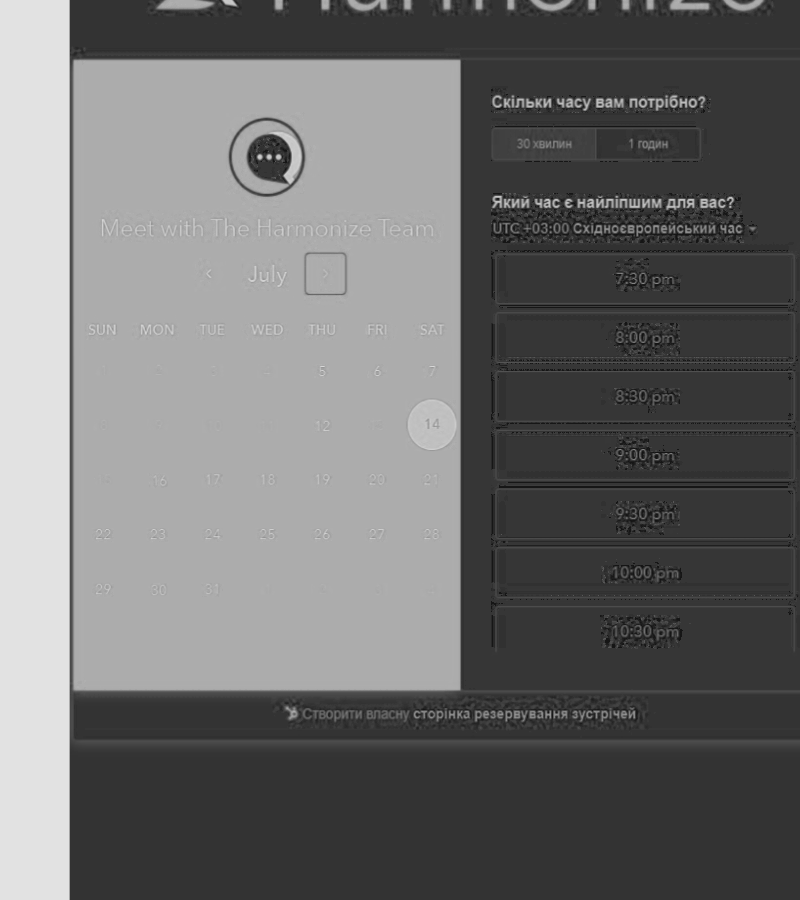 Harmonize
Meet with The Harmonize Team
July
SUN MON TUE WED THU FRI SAT
5 6 7
12 14
16 17 18 19 20 21
22 23 24 25 26 27 28
29 30 31
Скільки часу вам потрібно?
30 хвилин 1 годин
Який час є найліпшим для вас?
UTC +03:00 Східноєвропейський час
7:30 pm
8:00 pm
8:30 pm
9:00 pm
9:30 pm
10:00 pm
10:30 pm
Створити власну сторінка резервування зустрічей